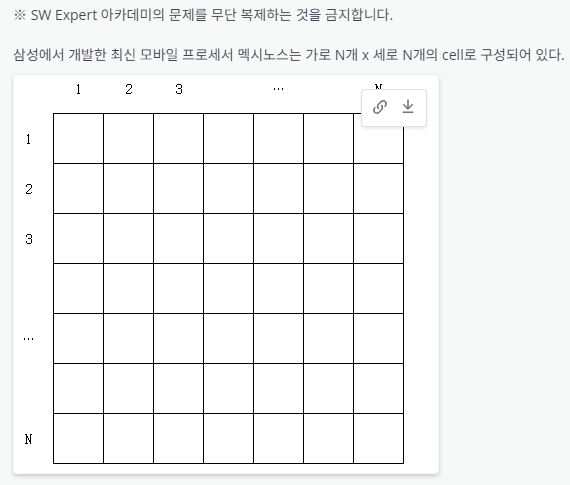 ※ SW Expert 아카데미의 문제를 무단 복제하는 것을 금지합니다.
삼성에서 개발한 최신 모바일 프로세서 멕시노스는 가로 N개 x 세로 N개의 cell로 구성되어 있다.
1 2 3 ... N
1
2
3
...
N